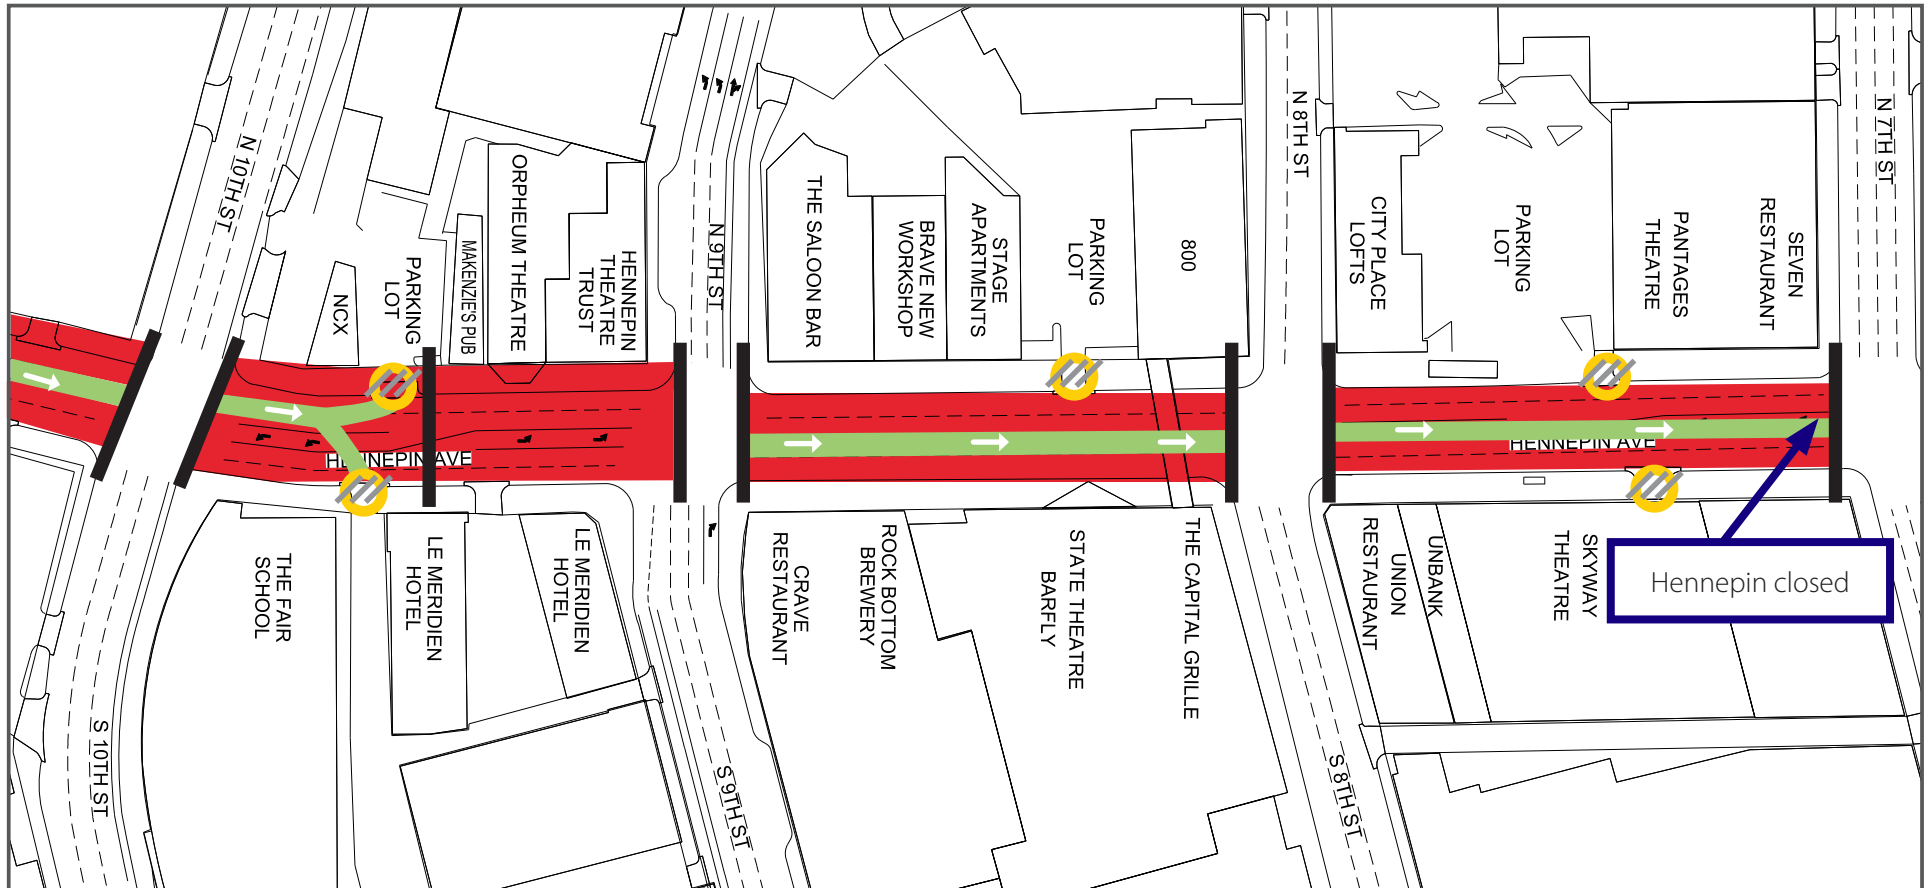 N 10TH ST
NCX
PARKING
LOT
MAKENZIE'S PUB
ORPHEUM THEATRE
HENNEPIN
THEATRE
TRUST
N 9TH ST
THE SALOON BAR
BRAVE NEW
WORKSHOP
STAGE
APARTMENTS
PARKING
LOT
800
N 8TH ST
CITY PLACE
LOFTS
PARKING
LOT
PANTAGES
THEATRE
SEVEN
RESTAURANT
N 7TH ST
HENNEPIN AVE
HENNEPIN AVE
S 10TH ST
THE FAIR
SCHOOL
LE MERIDIEN
HOTEL
LE MERIDIEN
HOTEL
S 9TH ST
CRAVE
RESTAURANT
ROCK BOTTOM
BREWERY
STATE THEATRE
BARFLY
THE CAPITAL GRILLE
S 8TH ST
UNION
RESTAURANT
UNBANK
SKYWAY
THEATRE
Hennepin closed